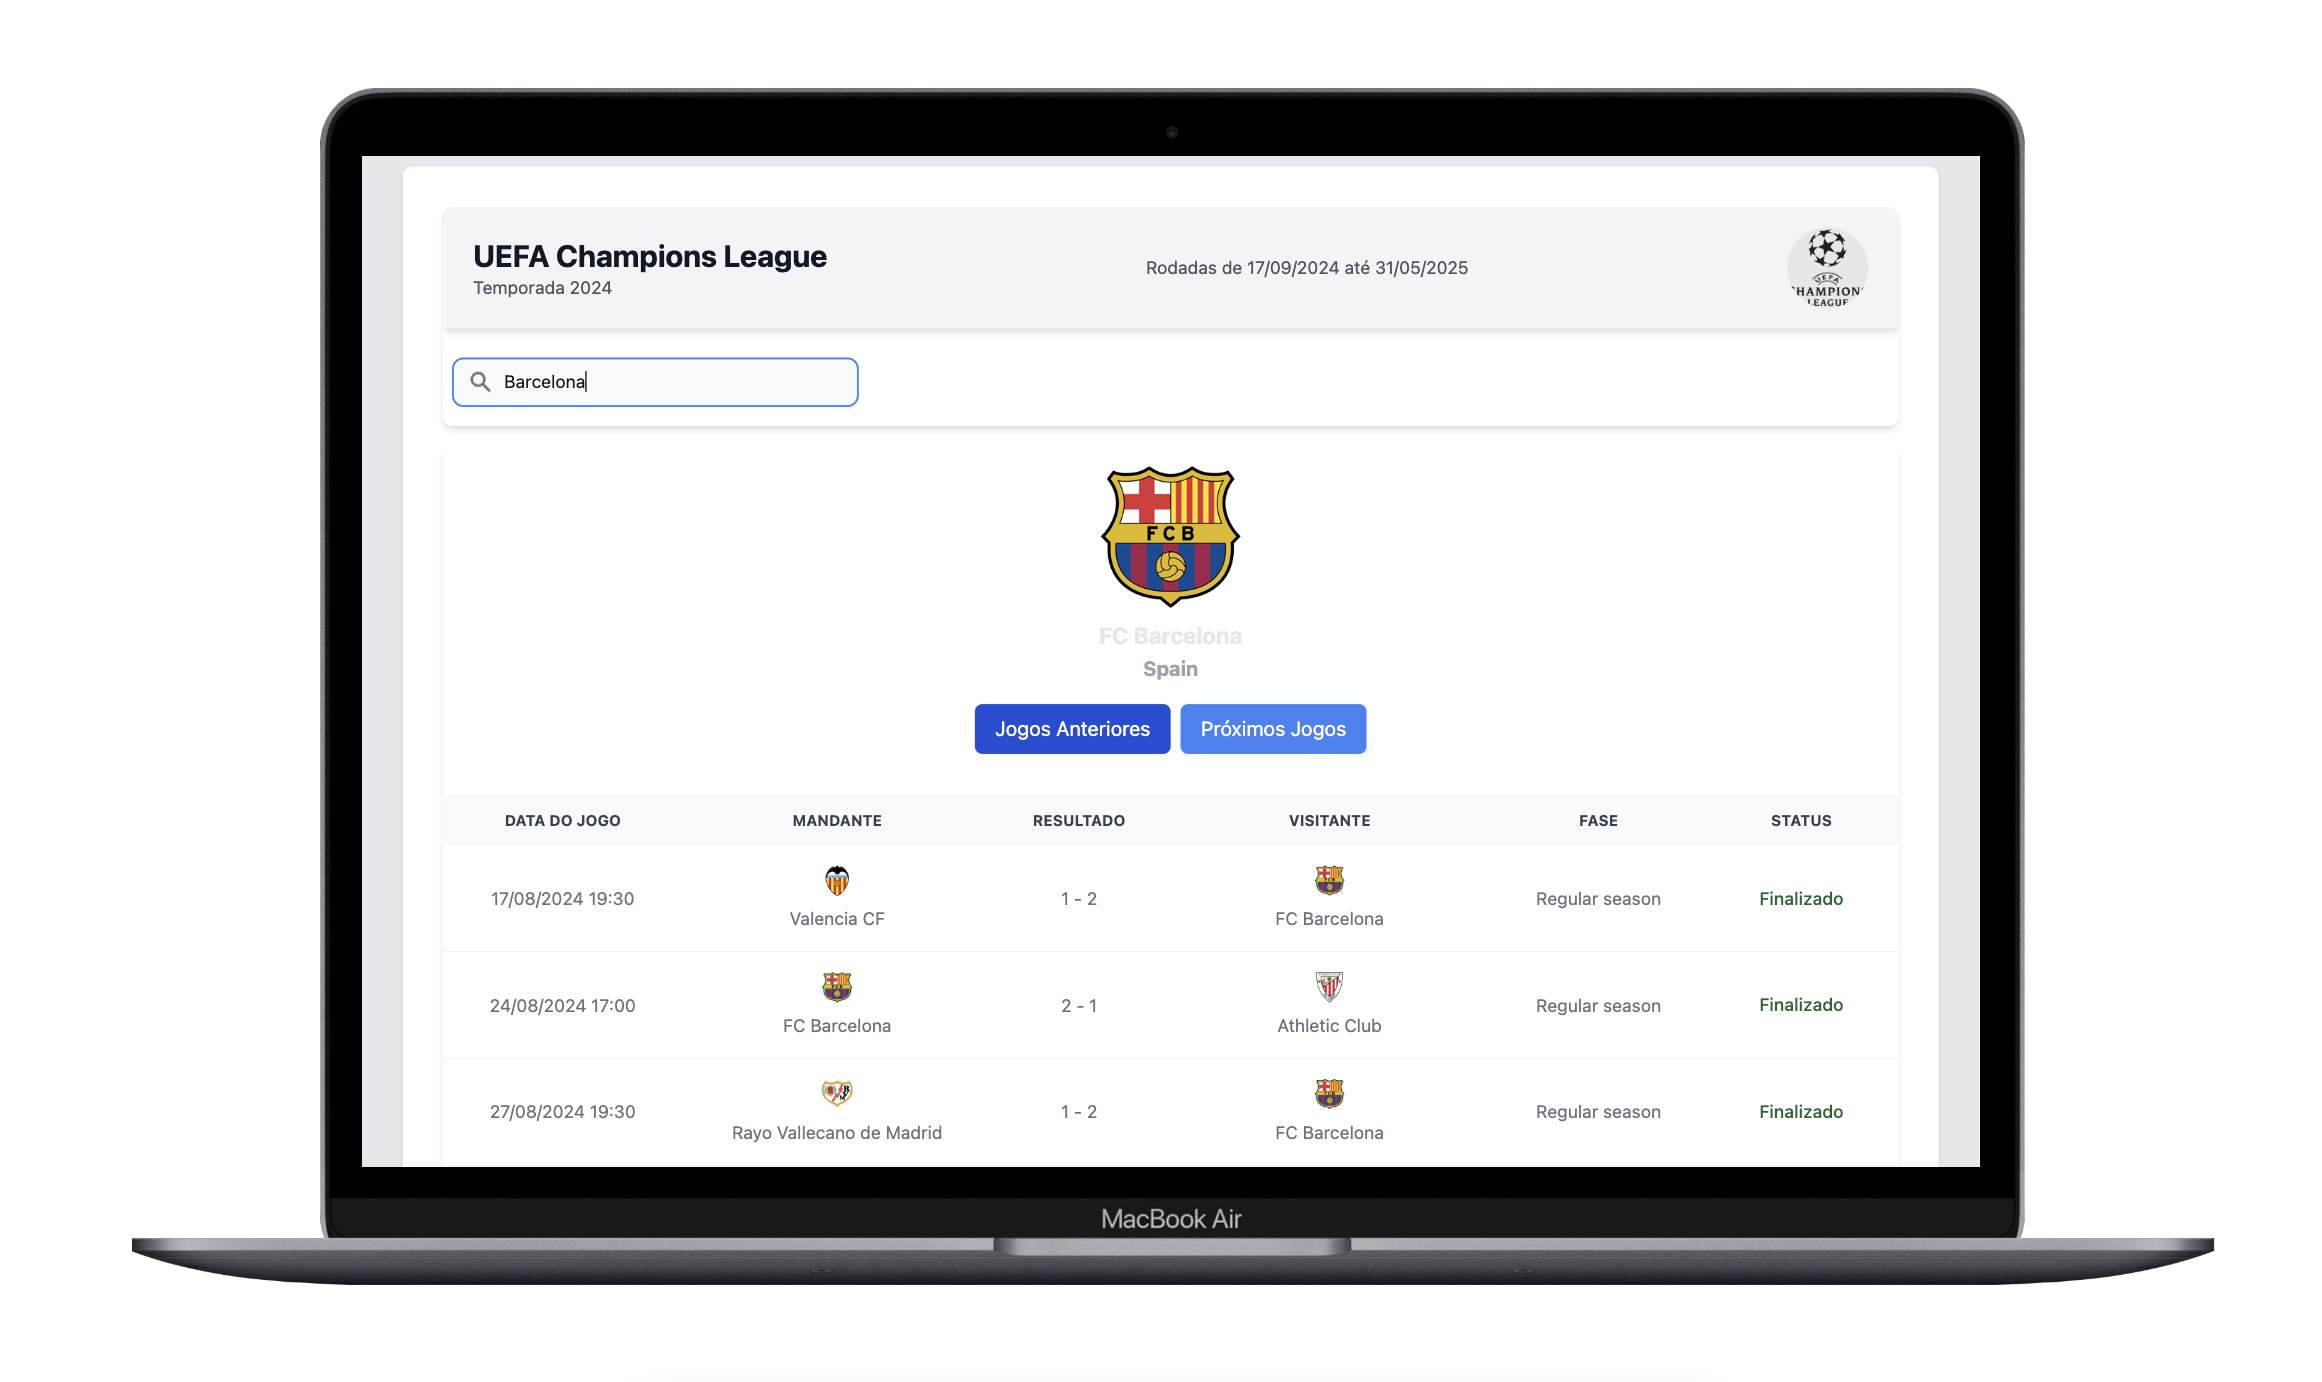 UEFA Champions League
Temporada 2024
Rodadas de 17/09/2024 até 31/05/2025
UEFA
CHAMPIONS
LEAGUE
Barcelona
FCB
FC Barcelona
Spain
Jogos Anteriores Próximos Jogos
DATA DO JOGO MANDANTE RESULTADO VISITANTE FASE STATUS
17/08/2024 19:30 Valencia CF 1 - 2 FC Barcelona Regular season Finalizado
24/08/2024 17:00 FC Barcelona 2 - 1 Athletic Club Regular season Finalizado
27/08/2024 19:30 Rayo Vallecano de Madrid 1 - 2 FC Barcelona Regular season Finalizado
MacBook Air